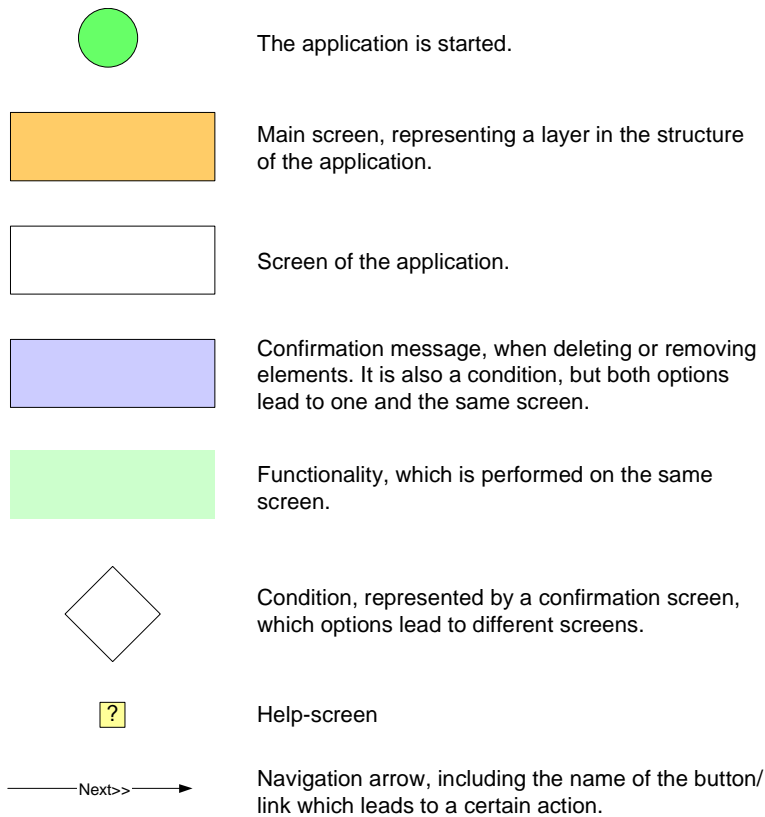 The application is started.
Main screen, representing a layer in the structure
of the application.
Screen of the application.
Confirmation message, when deleting or removing
elements. It is also a condition, but both options
lead to one and the same screen.
Functionality, which is performed on the same
screen.
Condition, represented by a confirmation screen,
which options lead to different screens.
?
Help-screen
Next>>
Navigation arrow, including the name of the button/
link which leads to a certain action.